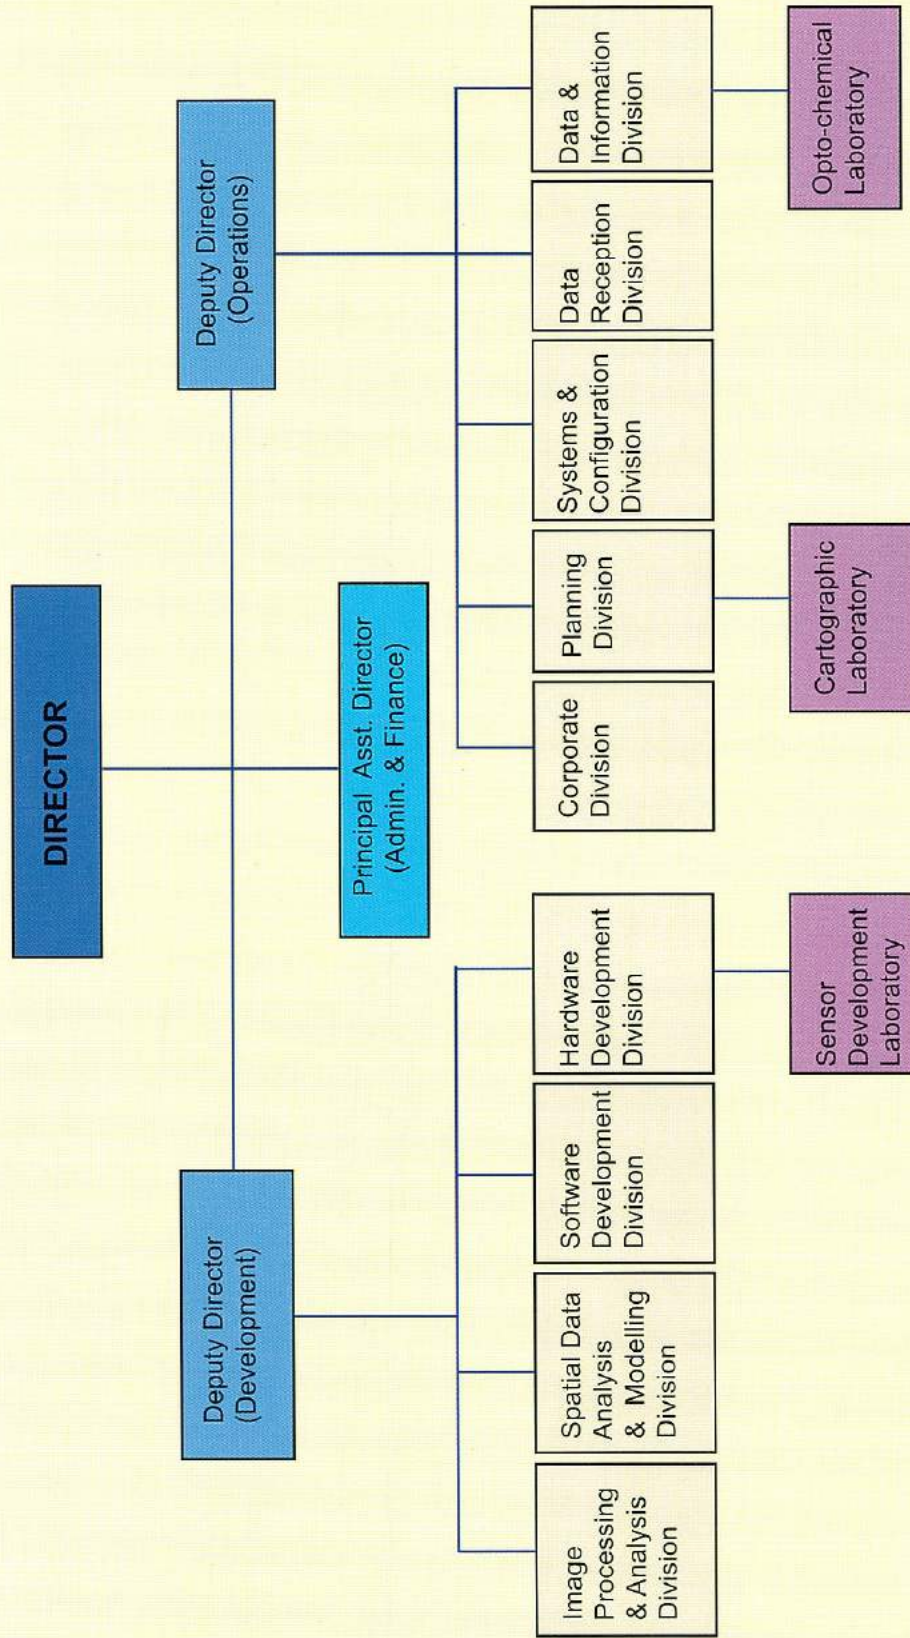 DIRECTOR
Deputy Director
(Development)
Deputy Director
(Operations)
Principal Asst. Director
(Admin. & Finance)
Image
Processing
& Analysis
Division
Spatial Data
Analysis
& Modelling
Division
Software
Development
Division
Hardware
Development
Division
Corporate
Division
Planning
Division
Systems &
Configuration
Division
Data
Reception
Division
Data &
Information
Division
Sensor
Development
Laboratory
Cartographic
Laboratory
Opto-chemical
Laboratory